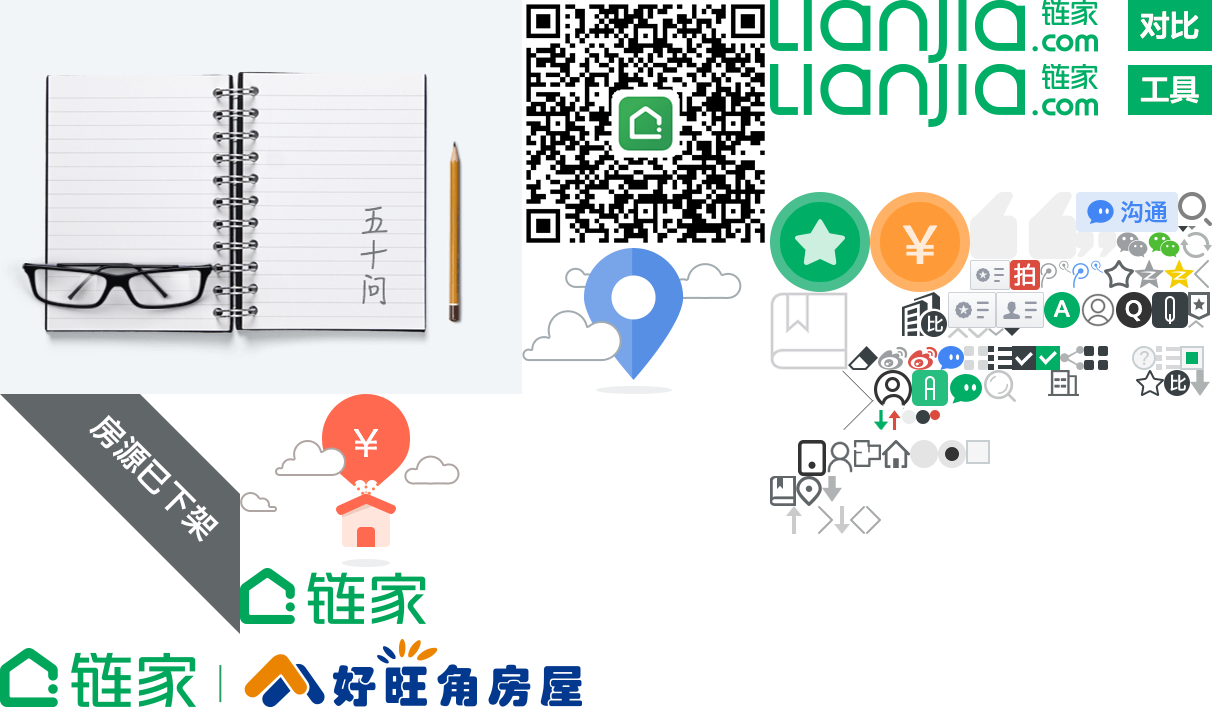 Lianjia 链家 .com 对比
Lianjia 链家 .com 工具
五十问
沟通
拍
¥
比
A
Q
?
比
房源已下架
¥
链家
链家 | 好旺角房屋